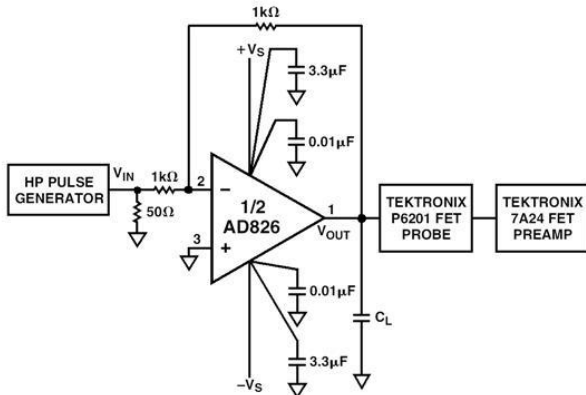 1kΩ
+VS
3.3µF
0.01µF
HP PULSE
GENERATOR
VIN
1kΩ
50Ω
2
−
1/2
AD826
3
+
1
VOUT
TEKTRONIX
P6201 FET
PROBE
TEKTRONIX
7A24 FET
PREAMP
0.01µF
CL
3.3µF
−VS